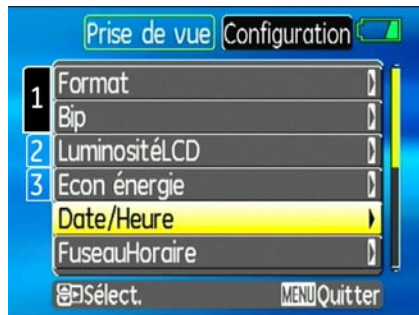 Prise de vue Configuration
1
Format
Bip
2 LuminositéLCD
3 Econ énergie
Date/Heure
FuseauHoraire
Sélect. MENU Quitter